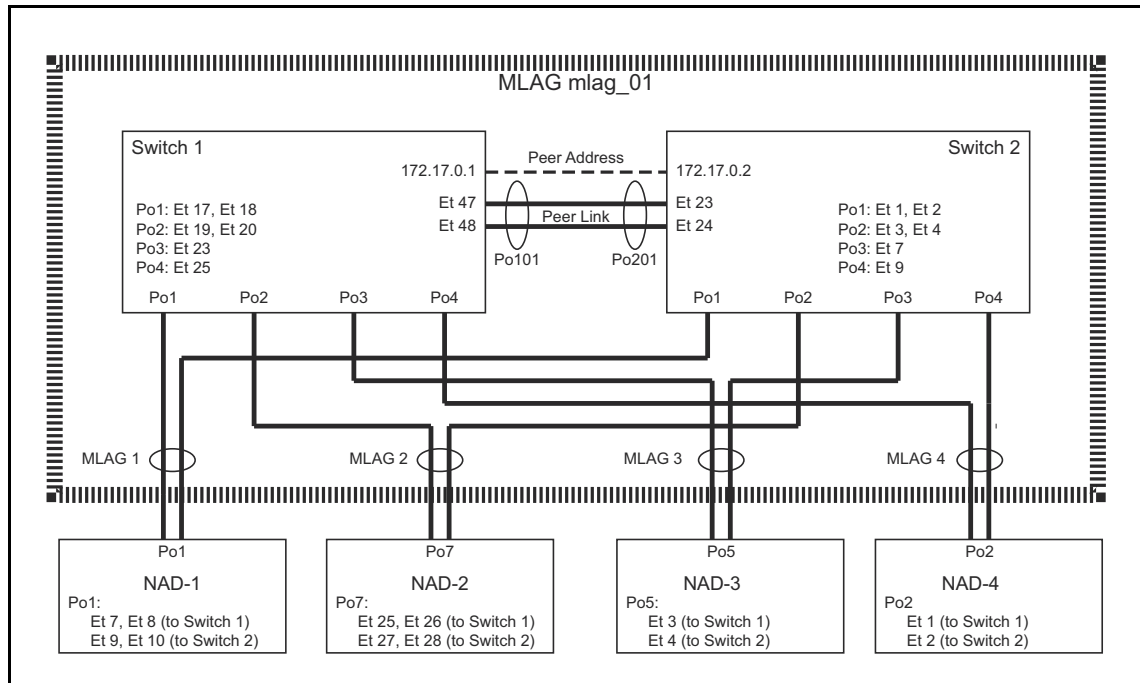 MLAG mlag_01
Switch 1
Switch 2
Peer Address
172.17.0.1
172.17.0.2
Et 47
Et 23
Peer Link
Et 48
Et 24
Po101
Po201
Po1: Et 17, Et 18
Po2: Et 19, Et 20
Po3: Et 23
Po4: Et 25
Po1: Et 1, Et 2
Po2: Et 3, Et 4
Po3: Et 7
Po4: Et 9
Po1
Po2
Po3
Po4
Po1
Po2
Po3
Po4
MLAG 1
MLAG 2
MLAG 3
MLAG 4
Po1
NAD-1
Po1:
Et 7, Et 8 (to Switch 1)
Et 9, Et 10 (to Switch 2)
Po7
NAD-2
Po7:
Et 25, Et 26 (to Switch 1)
Et 27, Et 28 (to Switch 2)
Po5
NAD-3
Po5:
Et 3 (to Switch 1)
Et 4 (to Switch 2)
Po2
NAD-4
Po2
Et 1 (to Switch 1)
Et 2 (to Switch 2)